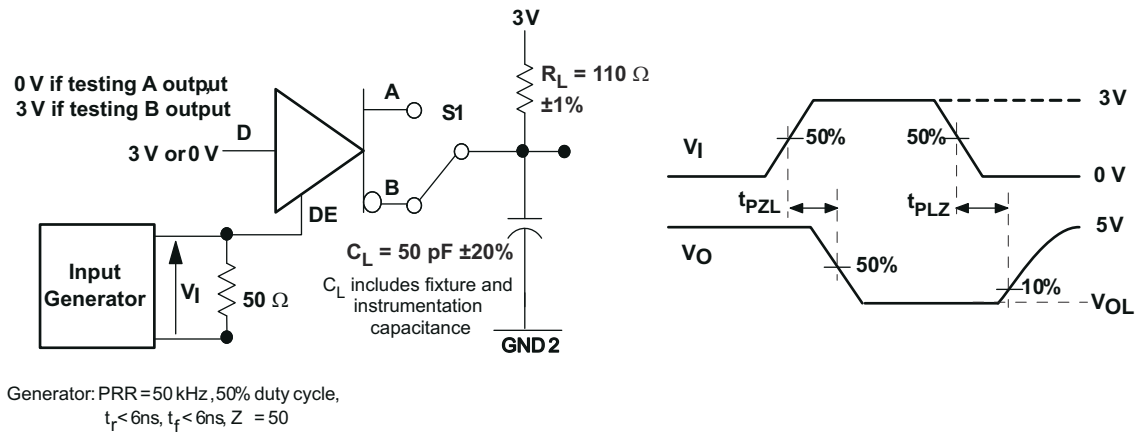 3 V
R_L = 110 Ω
±1%
0 V if testing A output,
3 V if testing B output
A
S1
D
3 V or 0 V
B
DE
C_L = 50 pF ±20%
C_L includes fixture and
instrumentation
capacitance
Input
Generator
V_I
50 Ω
GND 2
Generator: PRR = 50 kHz, 50% duty cycle,
t_r < 6ns, t_f < 6ns, Z = 50
3 V
50%
50%
V_I
0 V
t_PZL
t_PLZ
5V
V_O
50%
10%
V_OL